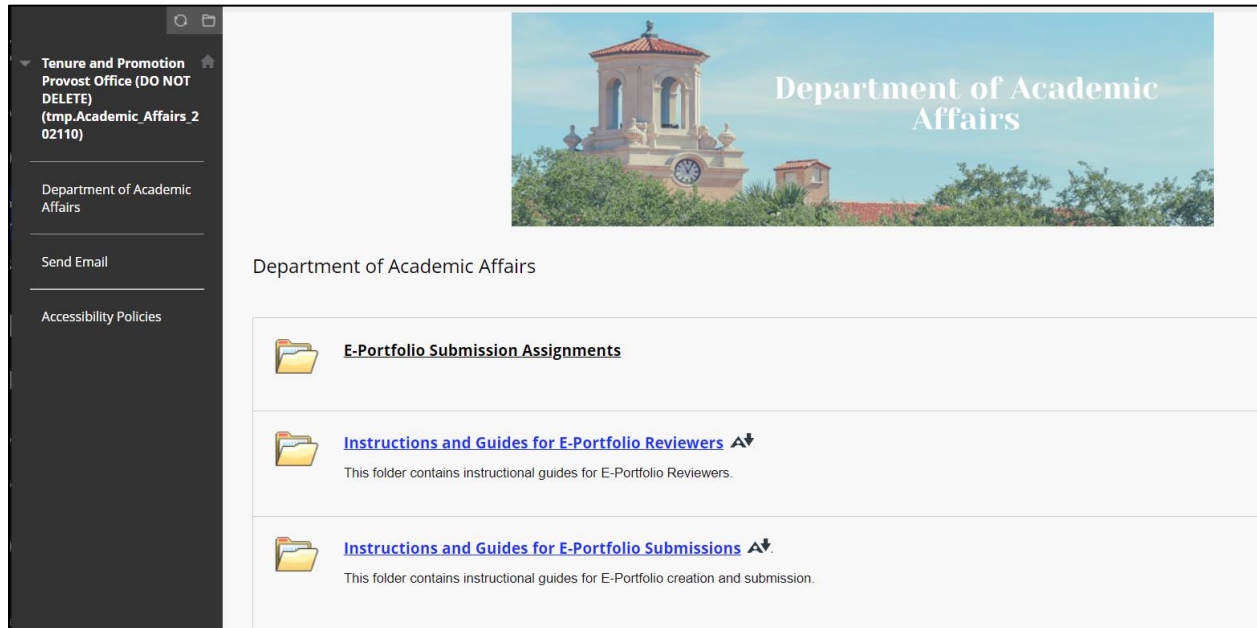 Tenure and Promotion
Provost Office (DO NOT
DELETE)
(tmp.Academic_Affairs_2
02110)
Department of Academic
Affairs
Send Email
Accessibility Policies
Department of Academic
Affairs
Department of Academic Affairs
E-Portfolio Submission Assignments
Instructions and Guides for E-Portfolio Reviewers
This folder contains instructional guides for E-Portfolio Reviewers.
Instructions and Guides for E-Portfolio Submissions
This folder contains instructional guides for E-Portfolio creation and submission.